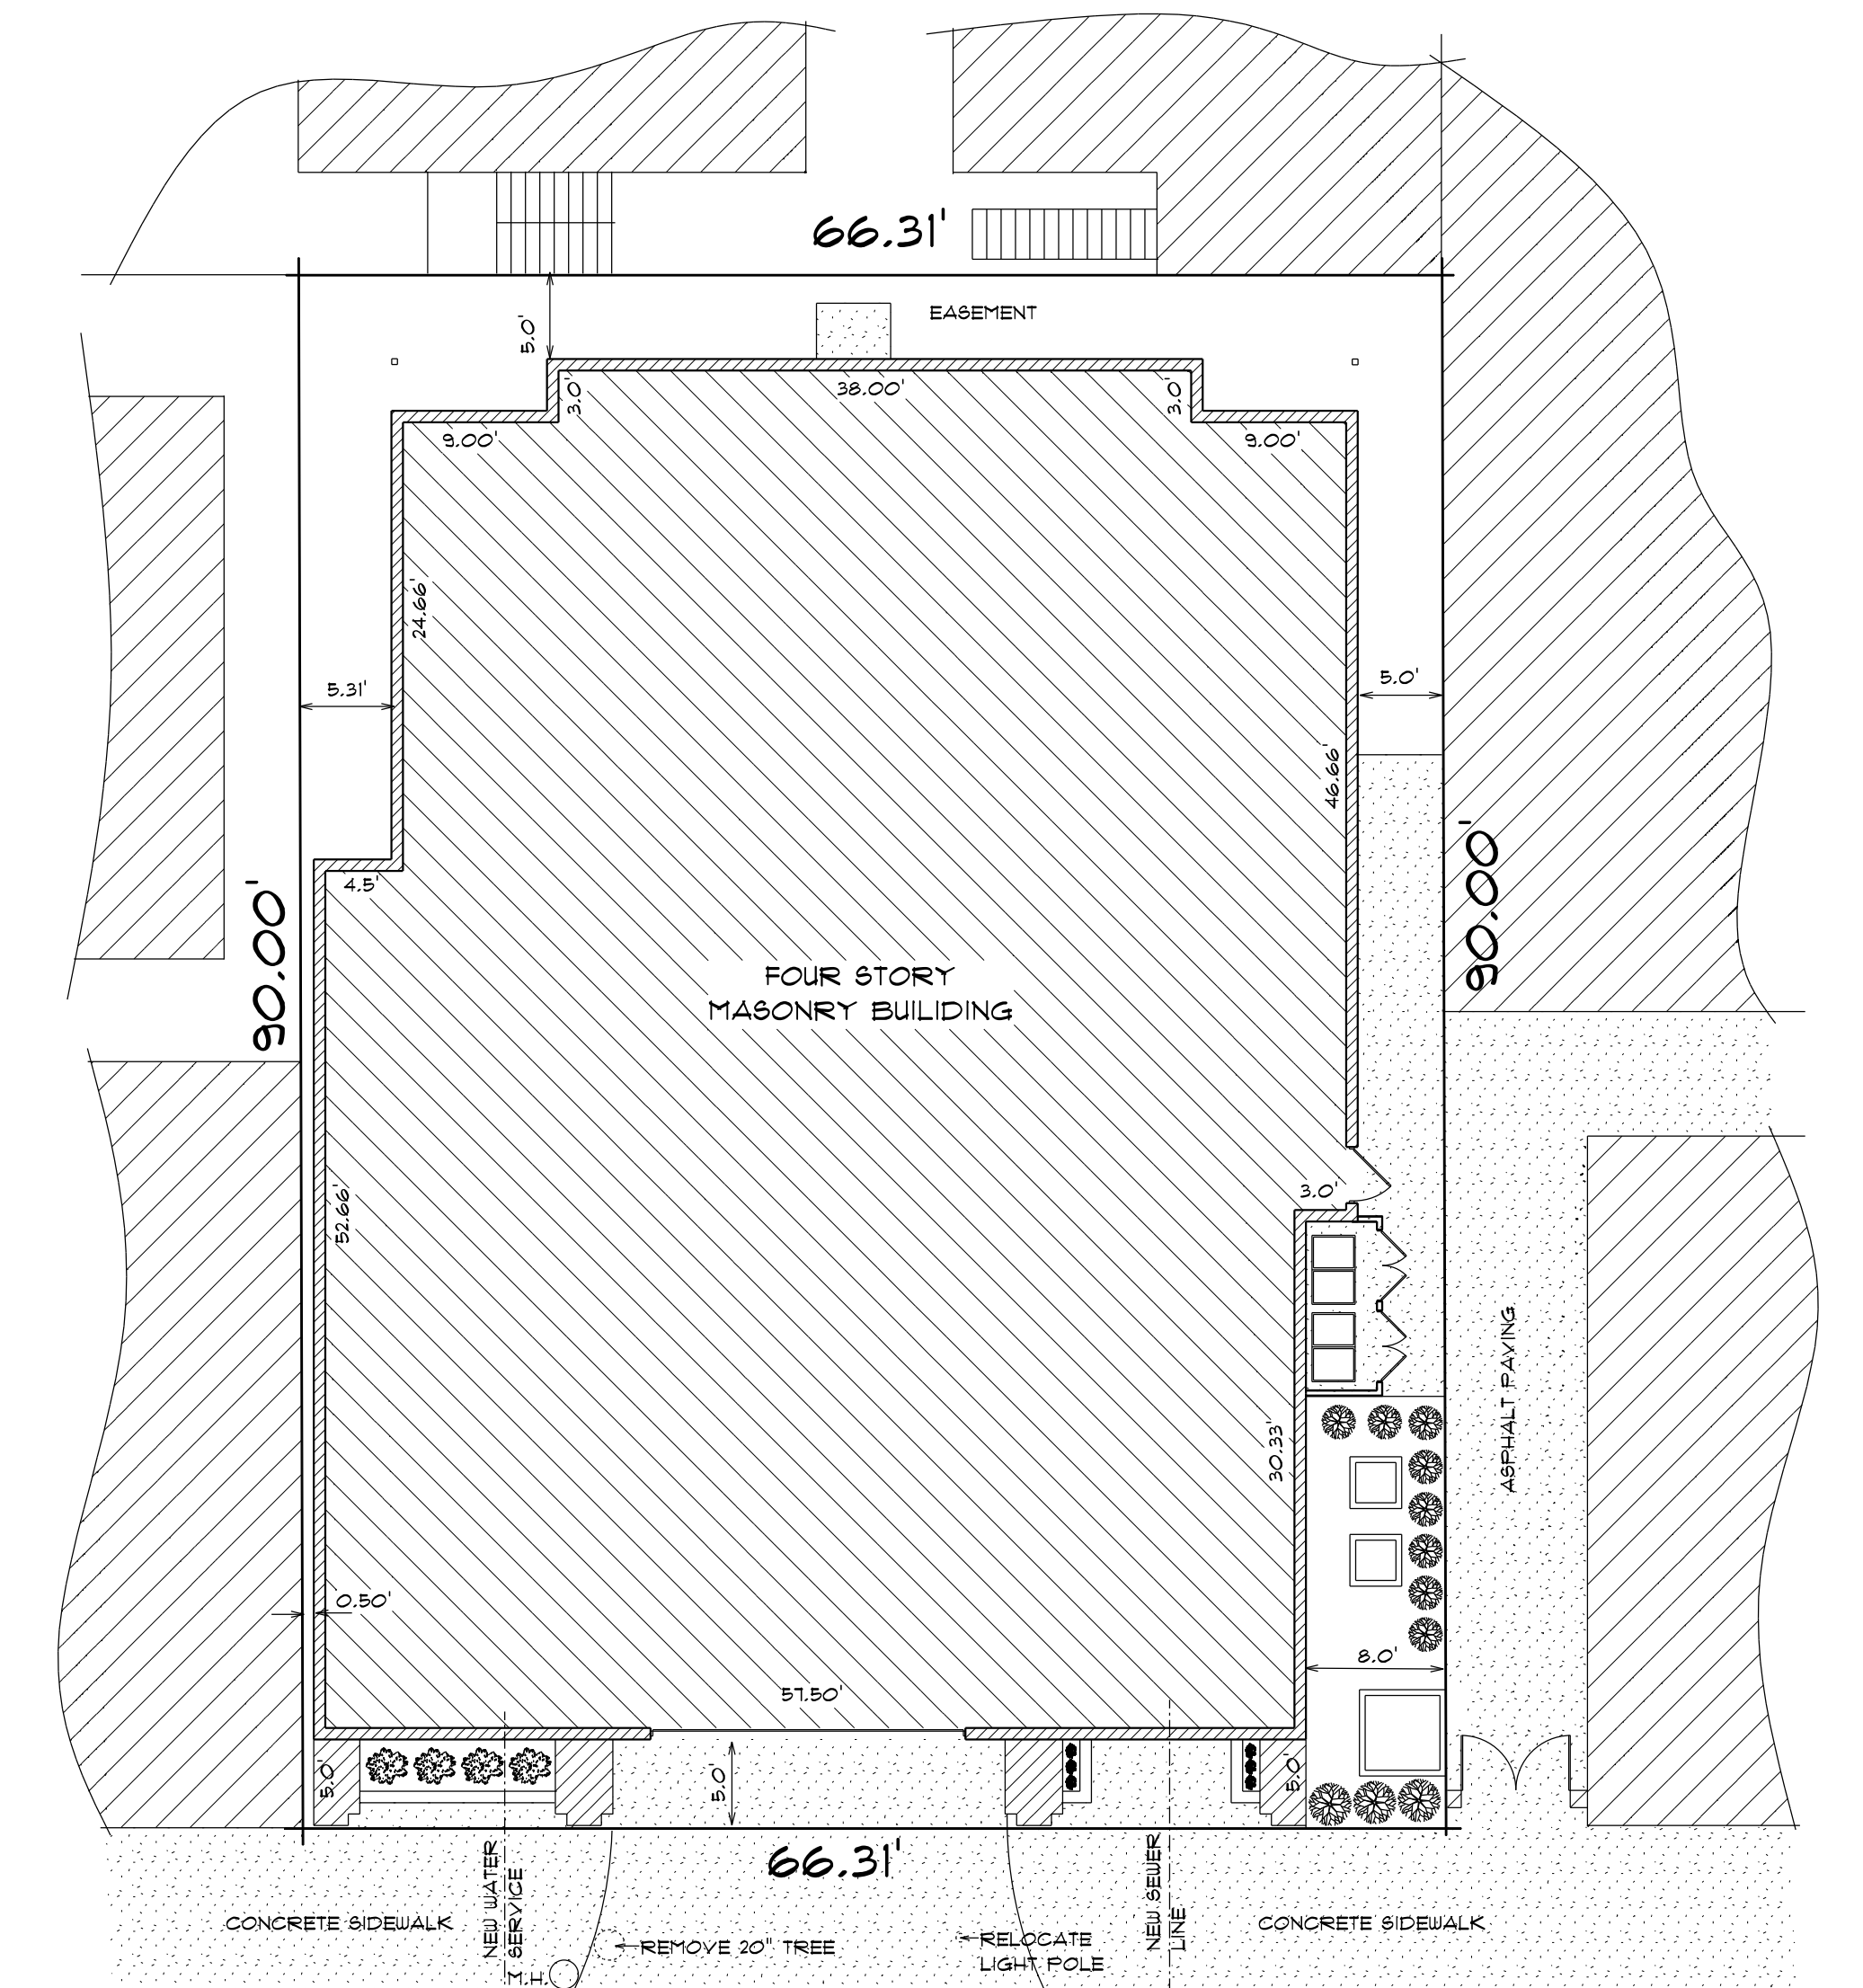 66.31'
EASEMENT
5.0'
3.0'
38.00'
3.0'
9.00'
9.00'
24.66'
5.31'
5.0'
46.66'
90.00'
90.00'
4.5'
FOUR STORY
MASONRY BUILIDING
52.66'
3.0'
ASPHALT PAVING
30.33'
0.50'
8.0'
57.50'
5.0'
5.0'
5.0'
66.31'
NEW WATER
SERVICE
NEW SEWER
LINE
CONCRETE SIDEWALK
CONCRETE SIDEWALK
REMOVE 20" TREE
RELOCATE
LIGHT POLE
M.H.